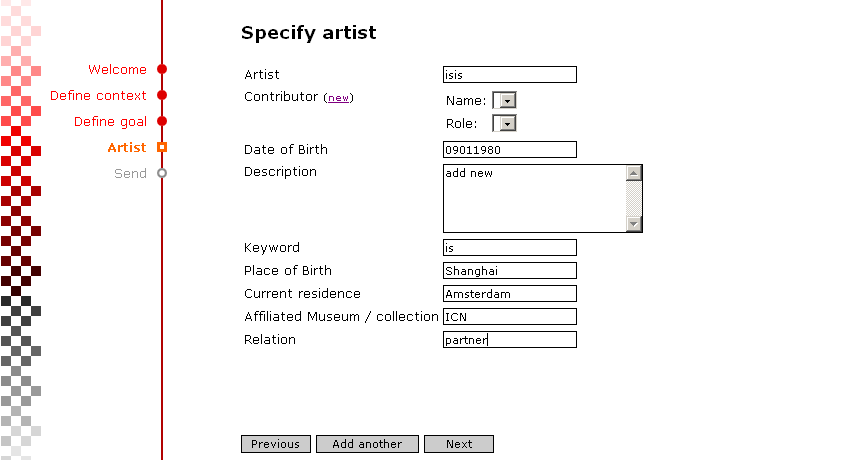 Specify artist
Welcome
Define context
Define goal
Artist
Send
Artist isis
Contributor (new) Name:
Role:
Date of Birth 09011980
Description add new
Keyword is
Place of Birth Shanghai
Current residence Amsterdam
Affiliated Museum / collection ICN
Relation partner
Previous Add another Next